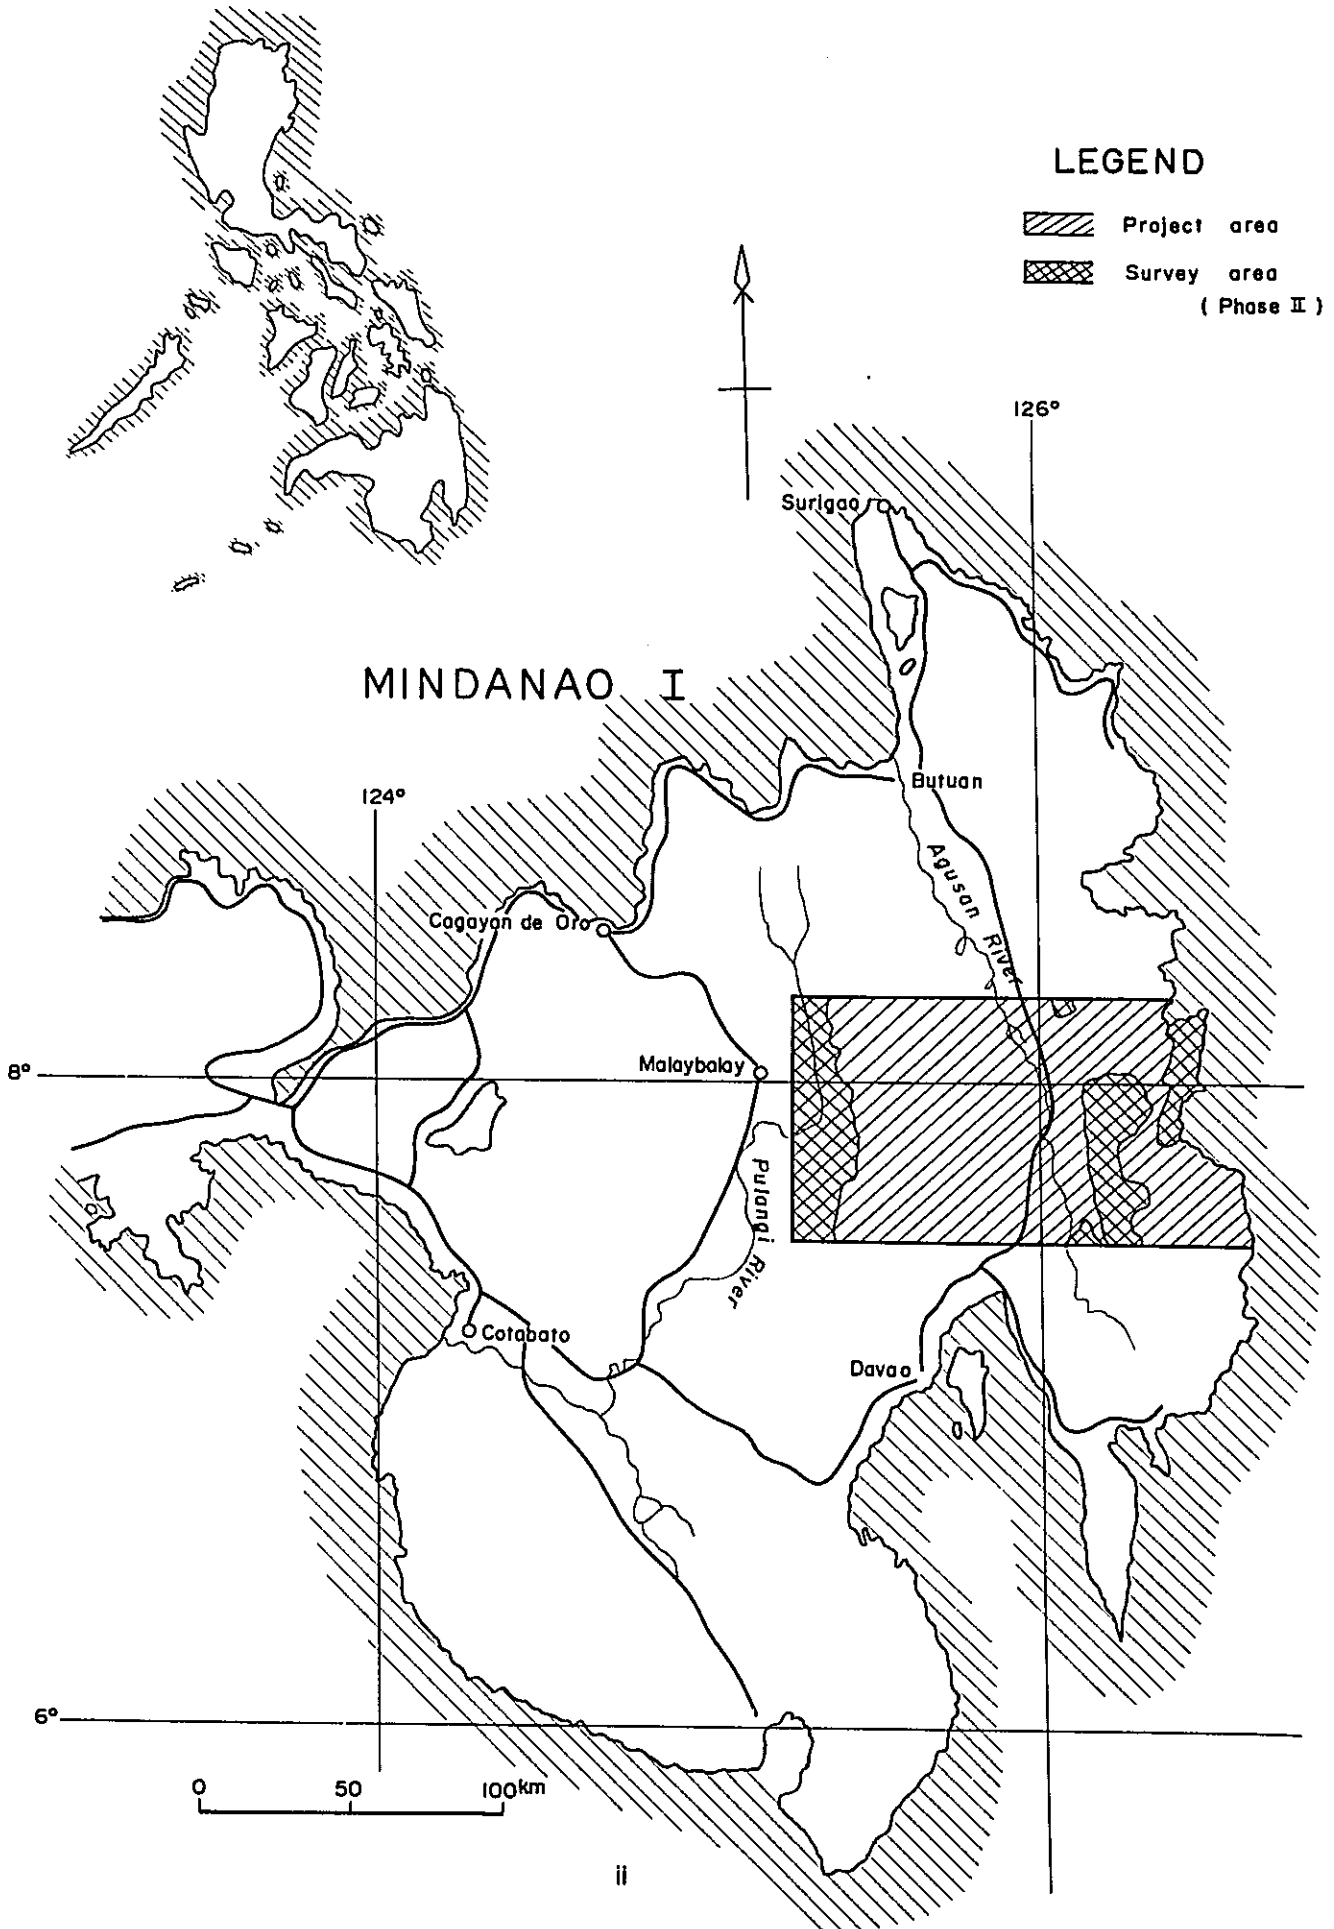 LEGEND
Project area
Survey area
( Phase II )
126°
Surigao
MINDANAO I
Butuan
124°
Agusan River
Cagayan de Oro
Malaybalay
8°
Pulangi River
Cotabato
Davao
6°
0 50 100km
ii